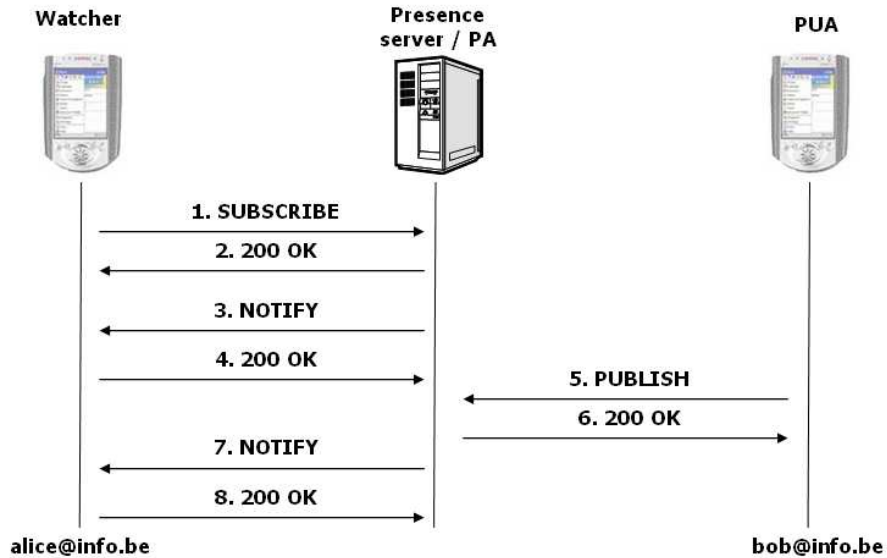 Watcher
Presence
server / PA
PUA
1. SUBSCRIBE
2. 200 OK
3. NOTIFY
4. 200 OK
5. PUBLISH
6. 200 OK
7. NOTIFY
8. 200 OK
alice@info.be
bob@info.be